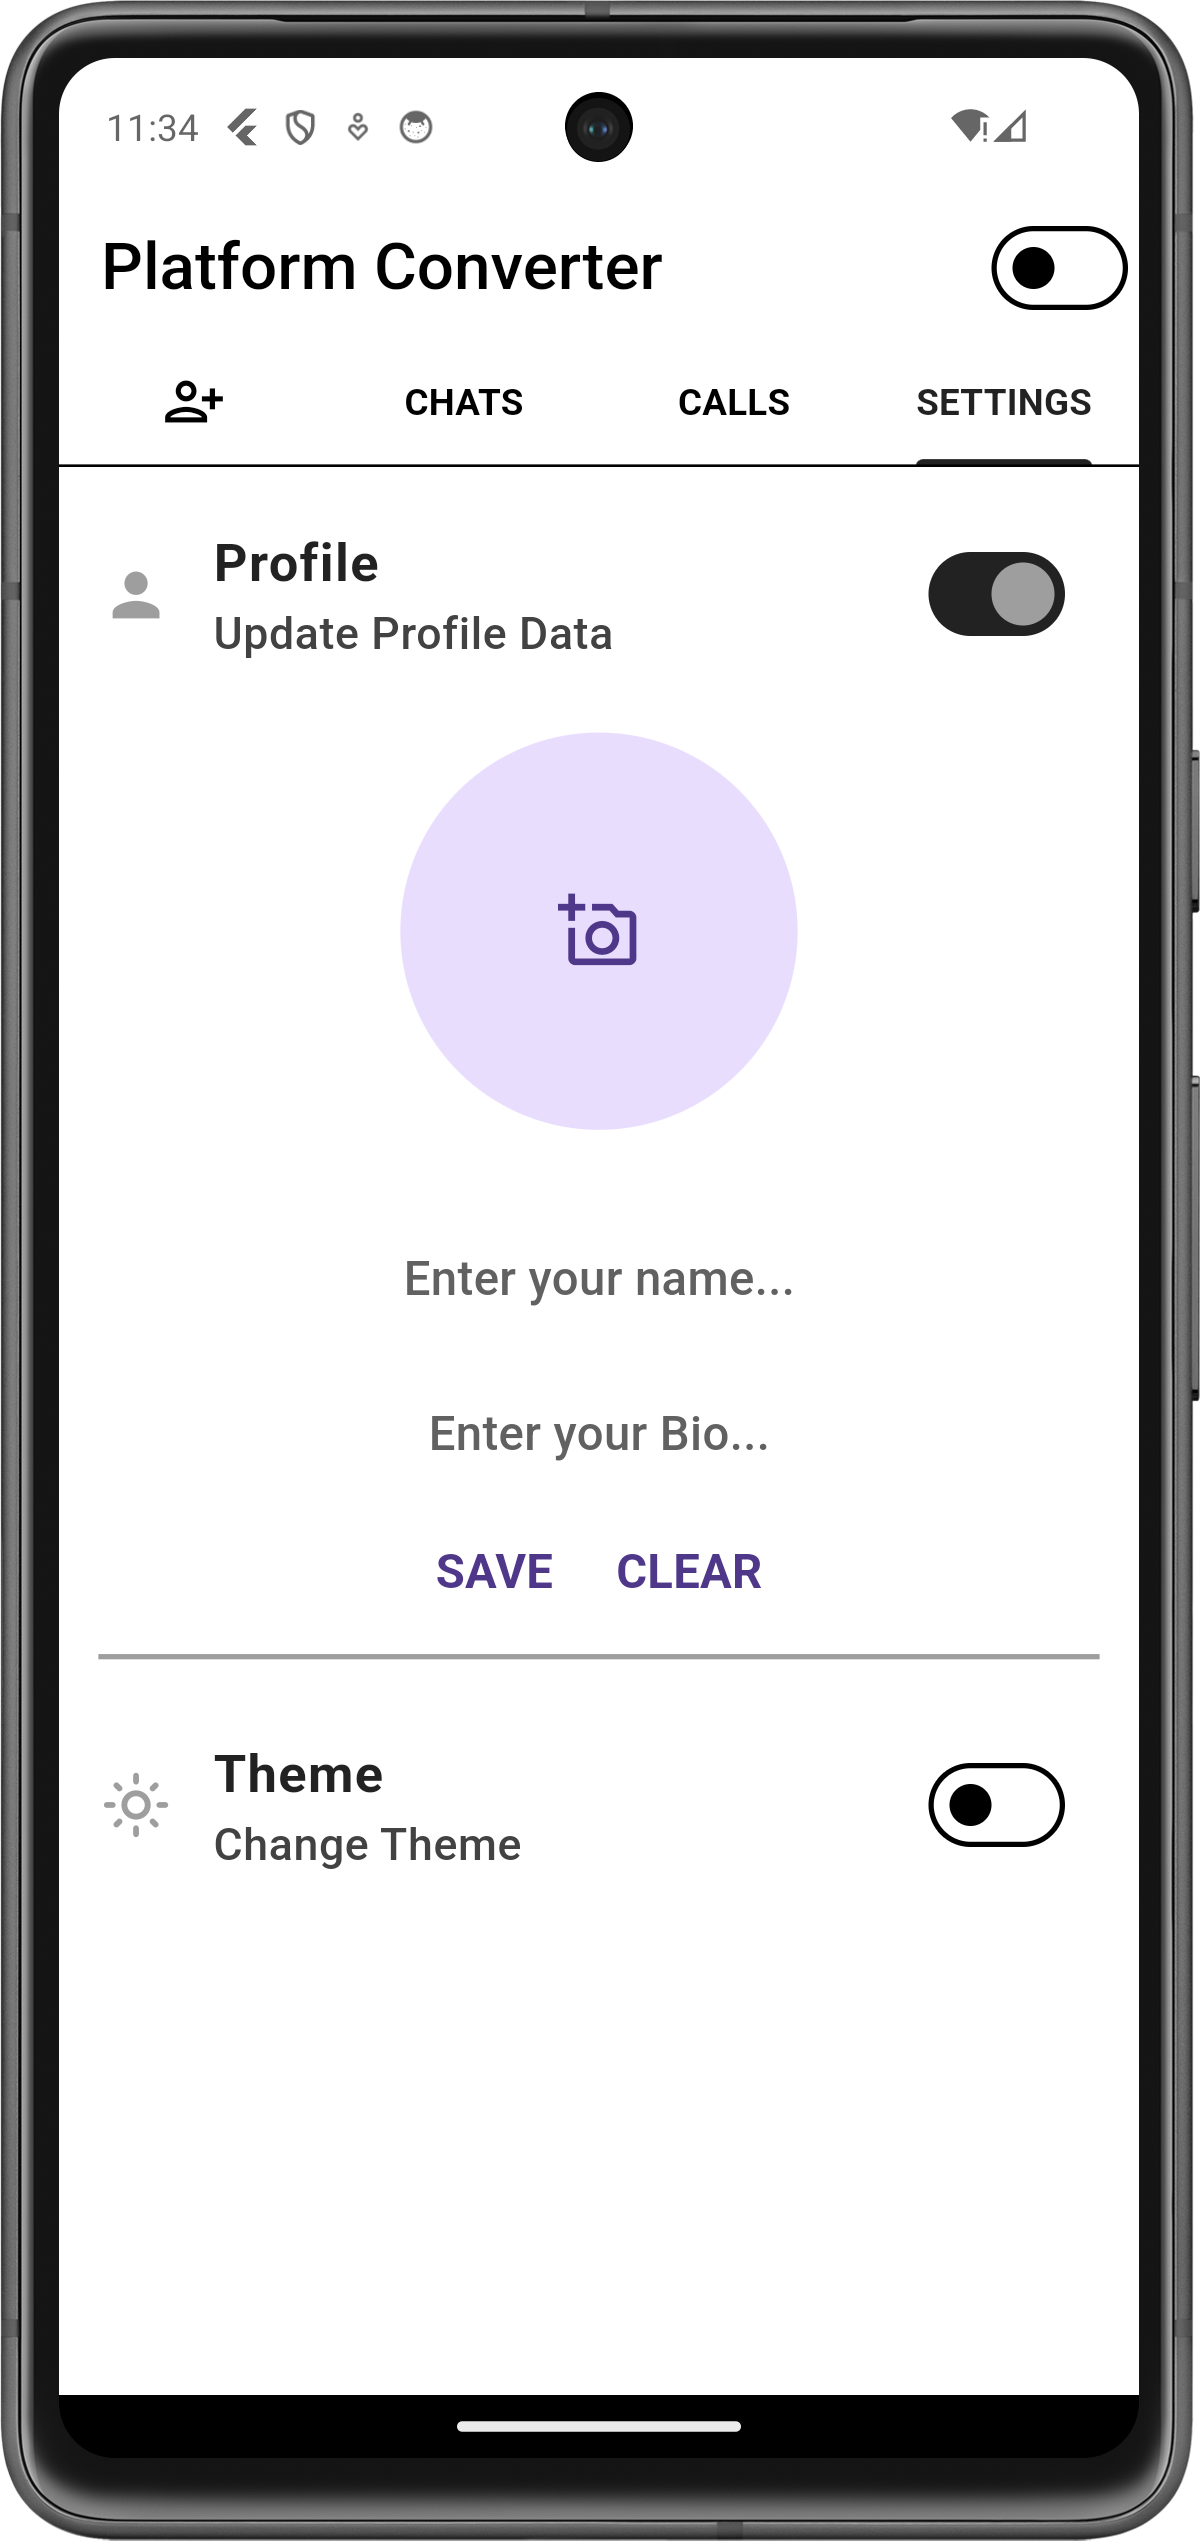 11:34
Platform Converter
CHATS CALLS SETTINGS
Profile
Update Profile Data
Enter your name...
Enter your Bio...
SAVE CLEAR
Theme
Change Theme